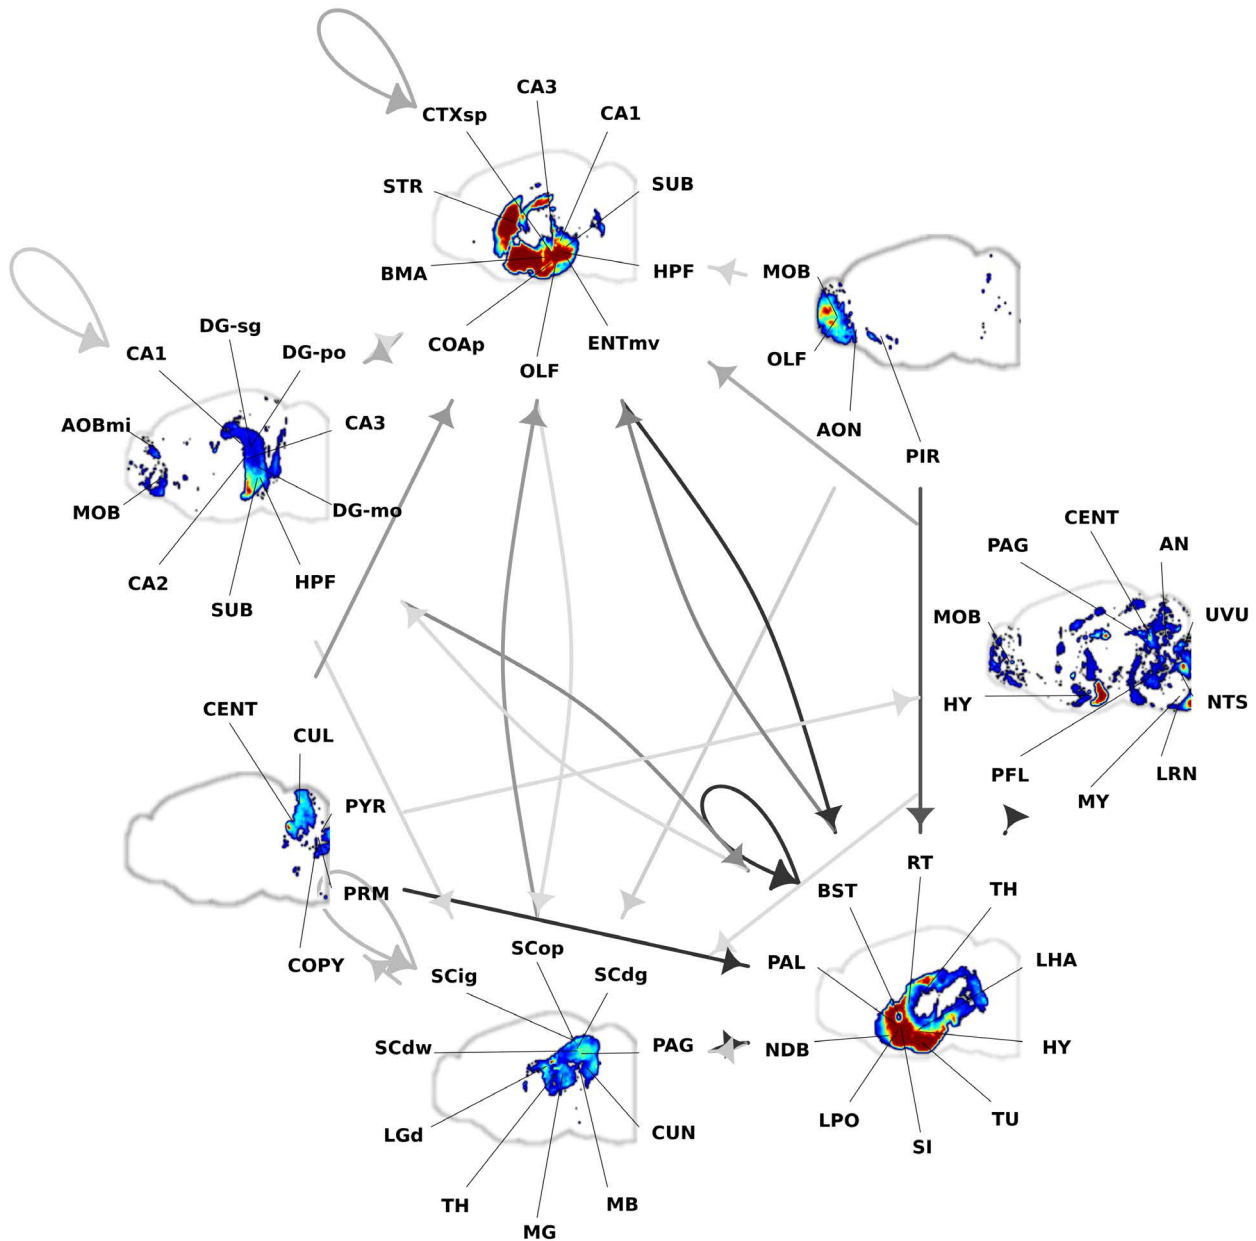 CA3
CTXsp
CA1
STR
SUB
BMA
HPF
COAp
ENTmv
OLF
MOB
OLF
AON
PIR
DG-sg
CA1
DG-po
AOBmi
CA3
MOB
DG-mo
CA2
HPF
SUB
CENT
PAG
AN
MOB
UVU
HY
NTS
PFL
LRN
MY
CENT
CUL
PYR
PRM
COPY
SCop
SCig
SCdg
SCdw
PAG
LGd
CUN
TH
MB
MG
RT
BST
TH
PAL
LHA
NDB
HY
LPO
TU
SI